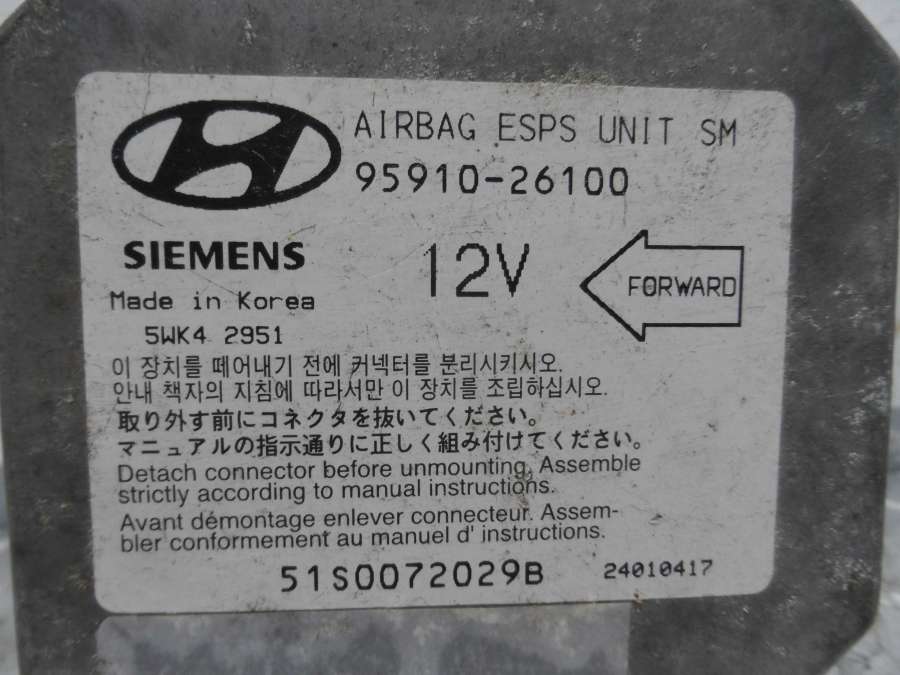 AIRBAG ESPS UNIT SM
95910-26100
SIEMENS
12V
FORWARD
Made in Korea
5WK4 2951
이 장치를 떼어내기 전에 커넥터를 분리시키시오.
안내 책자의 지침에 따라서만 이 장치를 조립하십시오.
取り外す前にコネクタを抜いてください。
マニュアルの指示通りに正しく組み付けてください。
Detach connector before unmounting, Assemble
strictly according to manual instructions.
Avant démontage enlever connecteur. Assem-
bler conformement au manuel d' instructions.
51S0072029B
24010417